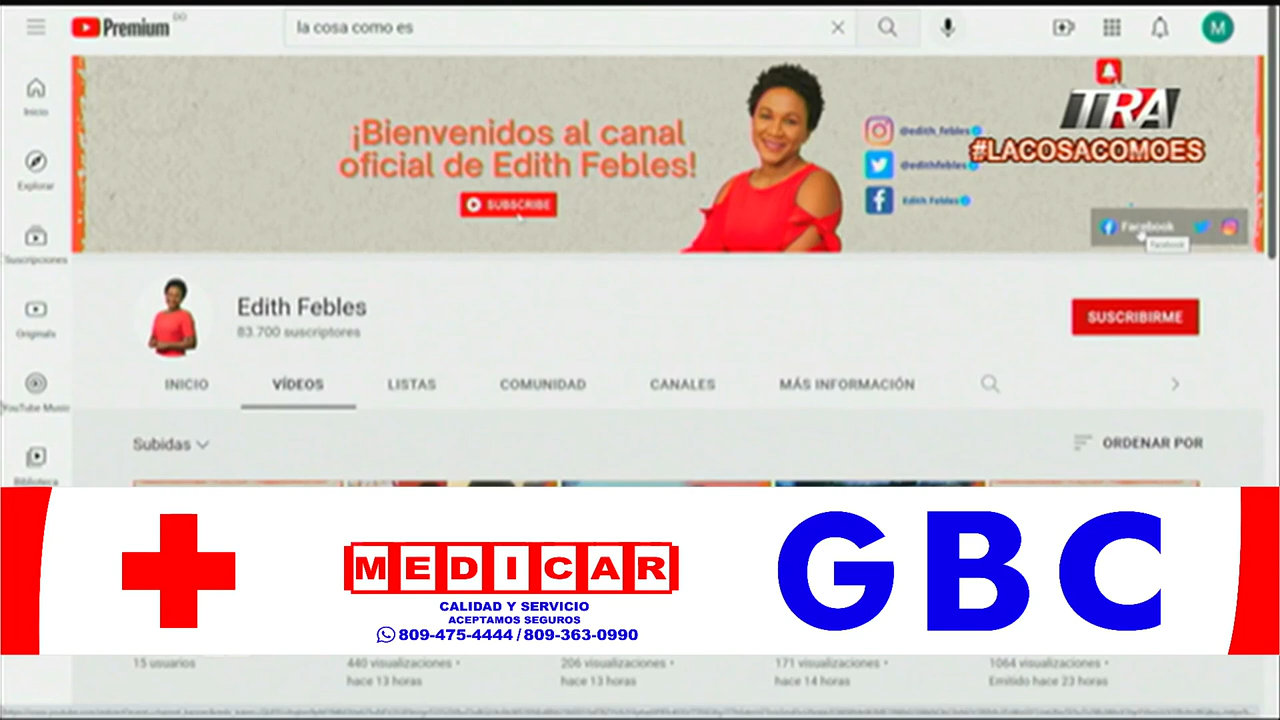 Premium
DO
la cosa como es
M
¡Bienvenidos al canal
oficial de Edith Febles!
SUBSCRIBE
@edith_febles
@edithfebles
Edith Febles
TRA
#LACOSACOMOES
Facebook
Facebook
Inicio
Explorar
Suscripciones
Originals
YouTube Music
Biblioteca
Edith Febles
83.700 suscriptores
SUSCRIBIRME
INICIO
VÍDEOS
LISTAS
COMUNIDAD
CANALES
MÁS INFORMACIÓN
Subidas
ORDENAR POR
MEDICAR
CALIDAD Y SERVICIO
ACEPTAMOS SEGUROS
809-475-4444 / 809-363-0990
GBC
15 usuarios
440 visualizaciones •
hace 13 horas
206 visualizaciones •
hace 13 horas
171 visualizaciones •
hace 14 horas
1064 visualizaciones •
Emitido hace 23 horas